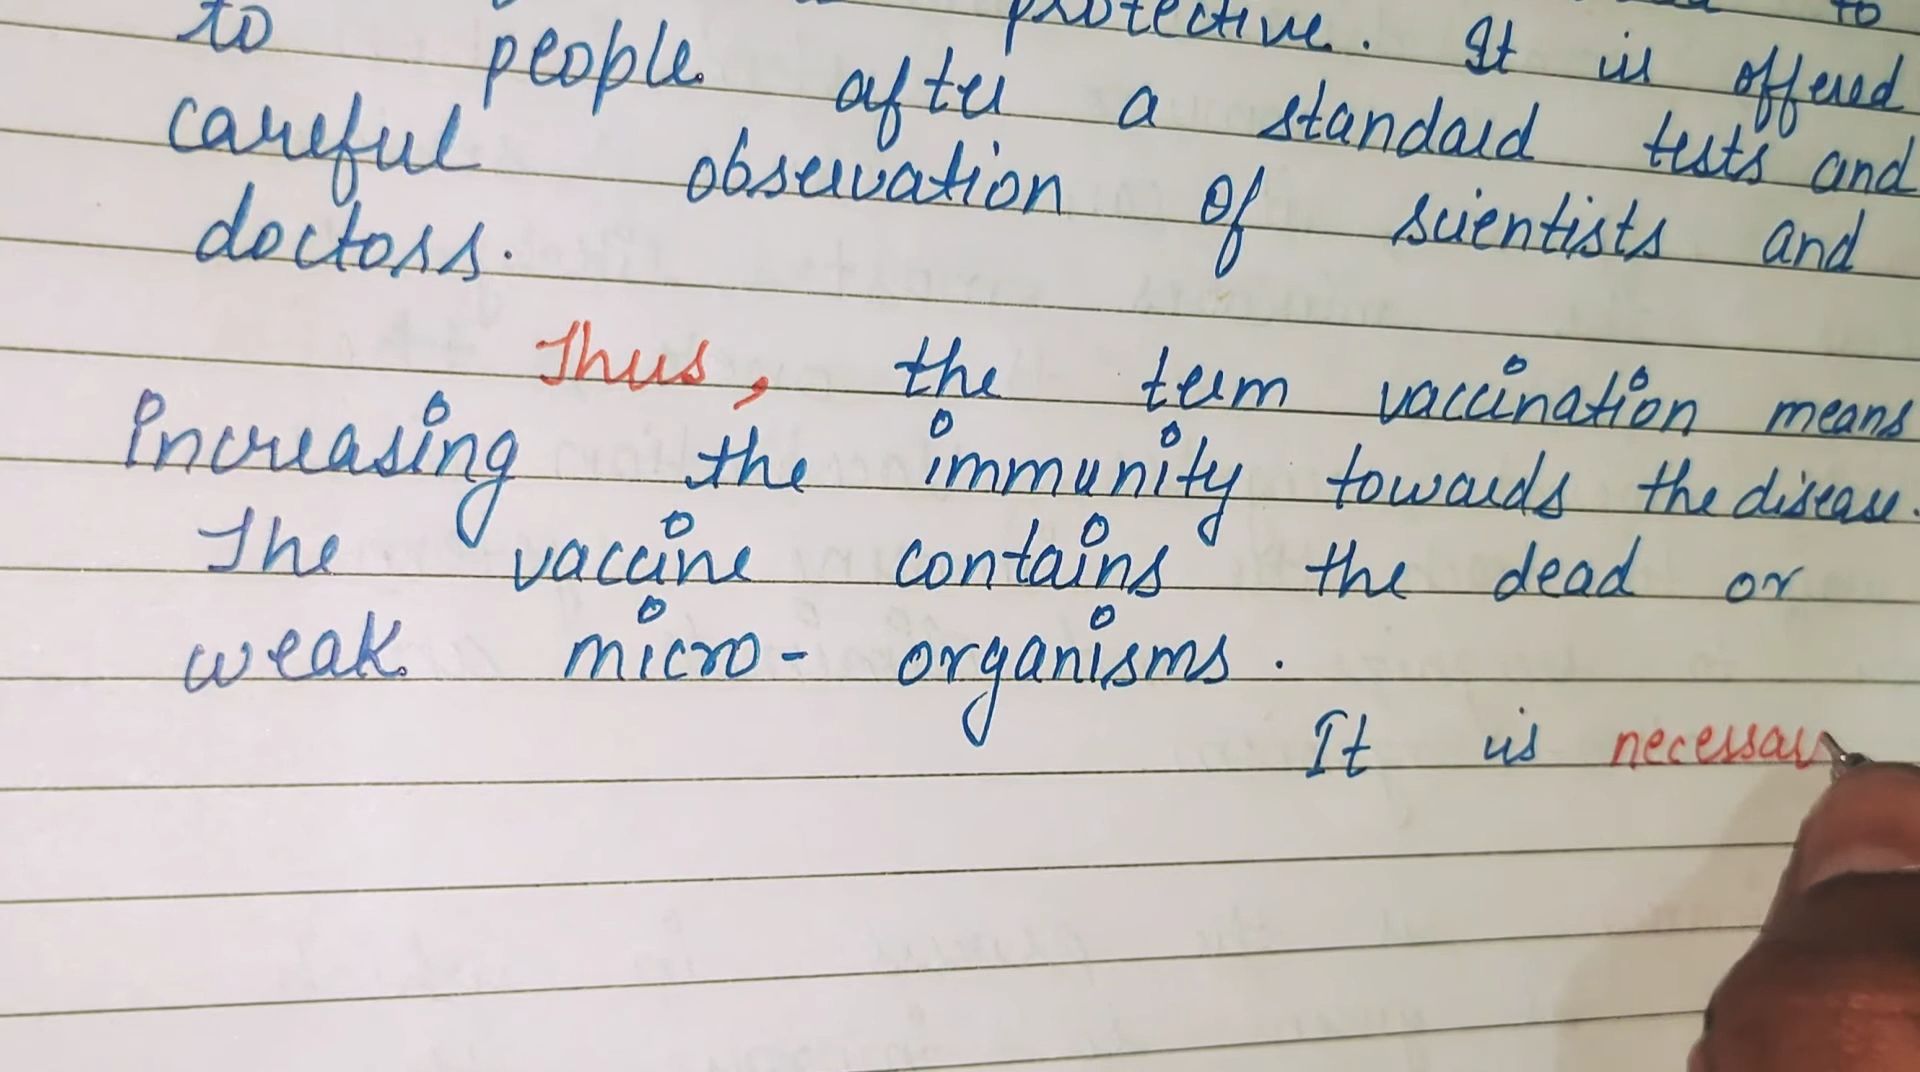 protective. It is offered
to people after a standard tests and
careful observation of scientists and
doctors.
Thus, the term vaccination means
increasing the immunity towards the disease.
The vaccine contains the dead or
weak micro- organisms.
It is necessar